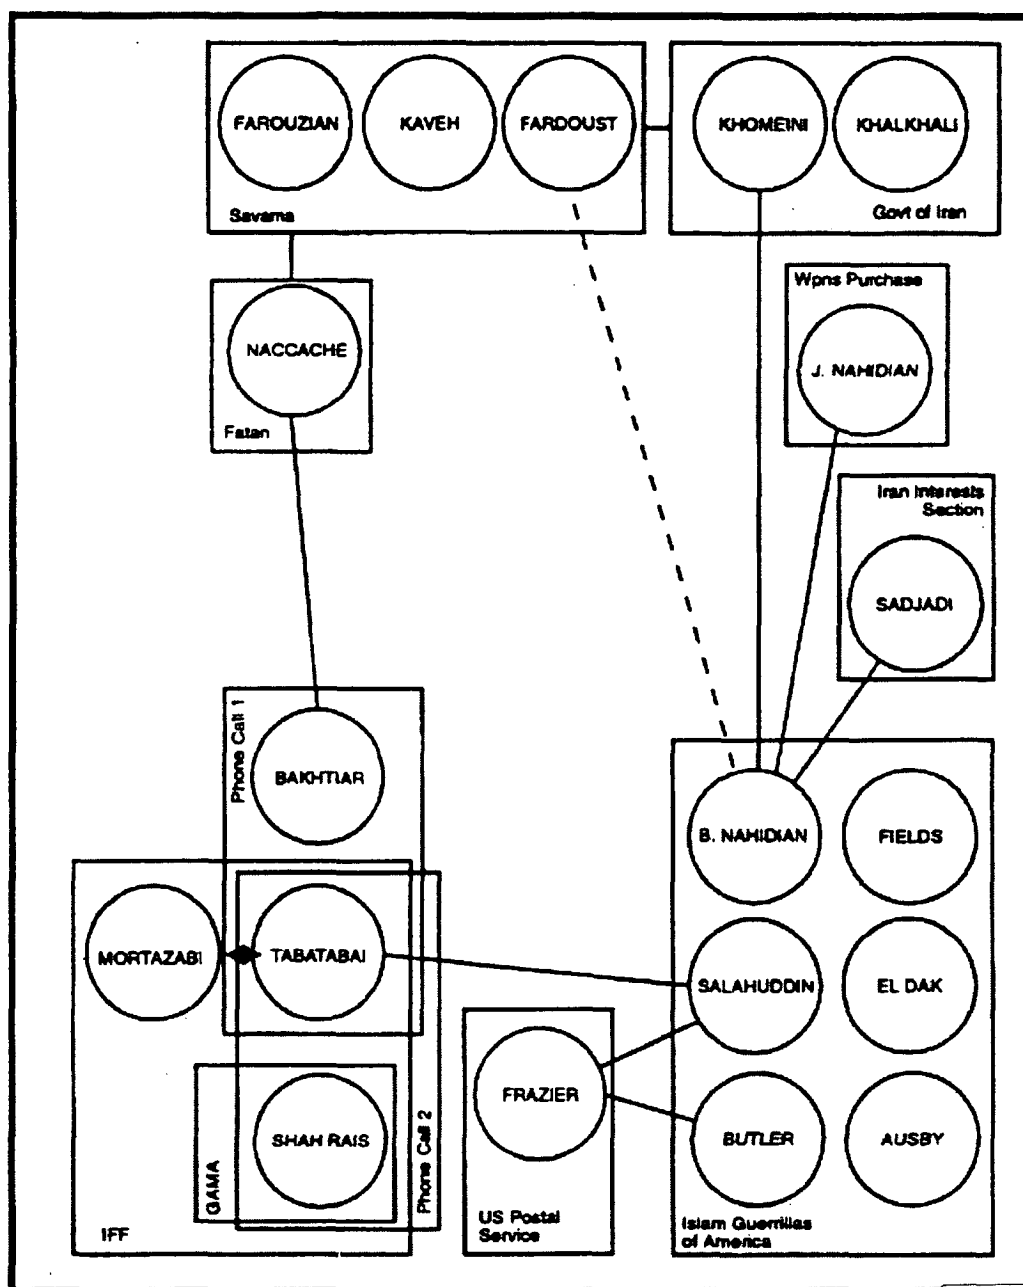 FAROUZIAN
KAVEH
FARDOUST
Savama
KHOMEINI
KHALKHALI
Govt of Iran
NACCACHE
Fatan
Wpns Purchase
J. NAHIDIAN
Iran Interests
Section
SADJADI
Phone Call 1
BAKHTIAR
MORTAZABI
TABATABAI
GAMA
SHAH RAIS
Phone Call 2
IFF
FRAZIER
US Postal
Service
B. NAHIDIAN
FIELDS
SALAHUDDIN
EL DAK
BUTLER
AUSBY
Islam Guerrillas
of America